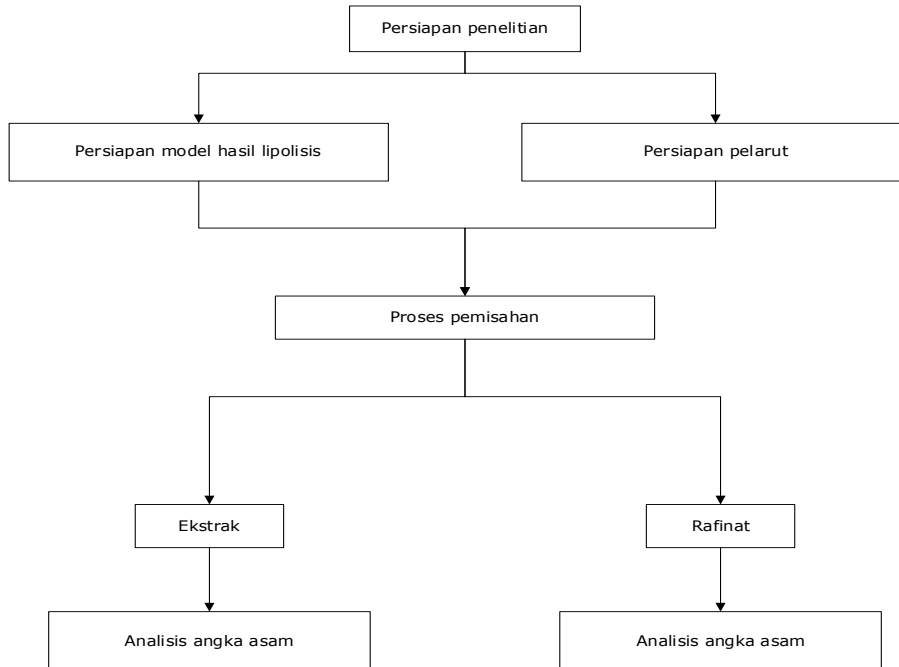 Persiapan penelitian
Persiapan model hasil lipolisis
Persiapan pelarut
Proses pemisahan
Ekstrak
Rafinat
Analisis angka asam
Analisis angka asam